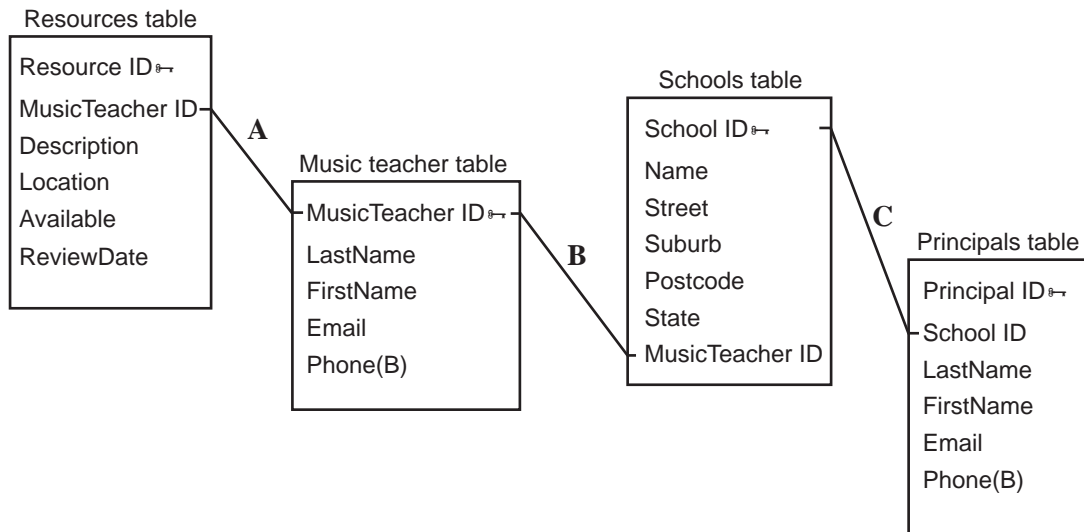 Resources table
Resource ID
MusicTeacher ID
Description
Location
Available
ReviewDate
A
Music teacher table
MusicTeacher ID
LastName
FirstName
Email
Phone(B)
B
Schools table
School ID
Name
Street
Suburb
Postcode
State
MusicTeacher ID
C
Principals table
Principal ID
School ID
LastName
FirstName
Email
Phone(B)